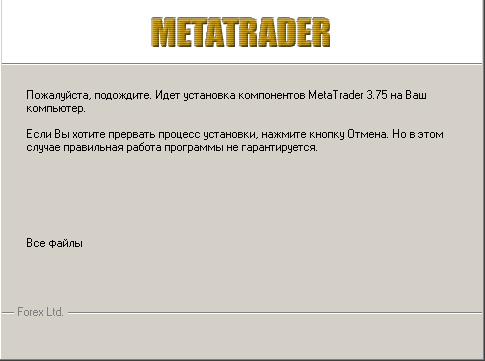 METATRADER
Пожалуйста, подождите. Идет установка компонентов MetaTrader 3.75 на Ваш
компьютер.
Если Вы хотите прервать процесс установки, нажмите кнопку Отмена. Но в этом
случае правильная работа программы не гарантируется.
Все файлы
Forex Ltd.